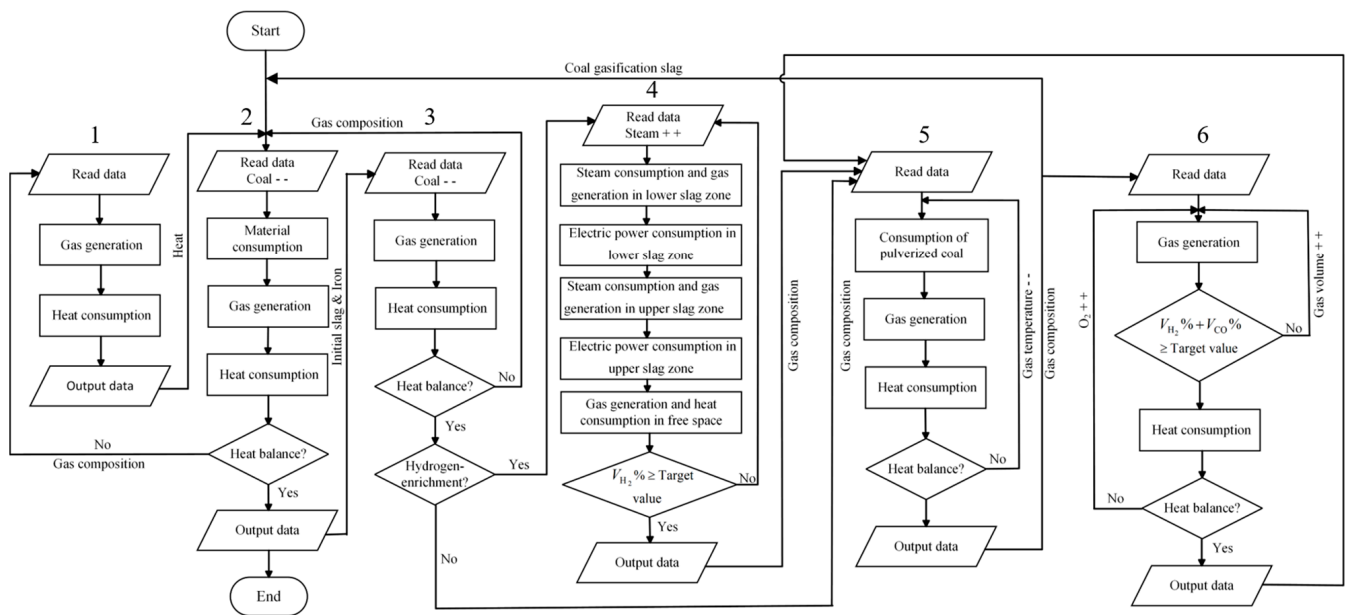 Start
Coal gasification slag
1
Read data
Gas generation
Heat consumption
Output data
Heat
No
Gas composition
2
Read data
Coal - -
Material
consumption
Gas generation
Heat consumption
Heat balance?
Yes
Output data
End
Initial slag & Iron
Gas composition
3
Read data
Coal - -
Gas generation
Heat consumption
Heat balance?
No
Yes
Hydrogen-
enrichment?
Yes
No
4
Read data
Steam + +
Steam consumption and gas
generation in lower slag zone
Electric power consumption in
lower slag zone
Steam consumption and gas
generation in upper slag zone
Electric power consumption in
upper slag zone
Gas generation and heat
consumption in free space
V_H₂% ≥ Target
value
No
Yes
Output data
Gas composition
Gas composition
5
Read data
Consumption of
pulverized coal
Gas generation
Heat consumption
Heat balance?
No
Output data
Gas temperature - -
Gas composition
6
Read data
Gas generation
V_H₂% + V_CO%
≥ Target value
No
Gas volume + +
O₂ + +
Heat consumption
Heat balance?
No
Yes
Output data